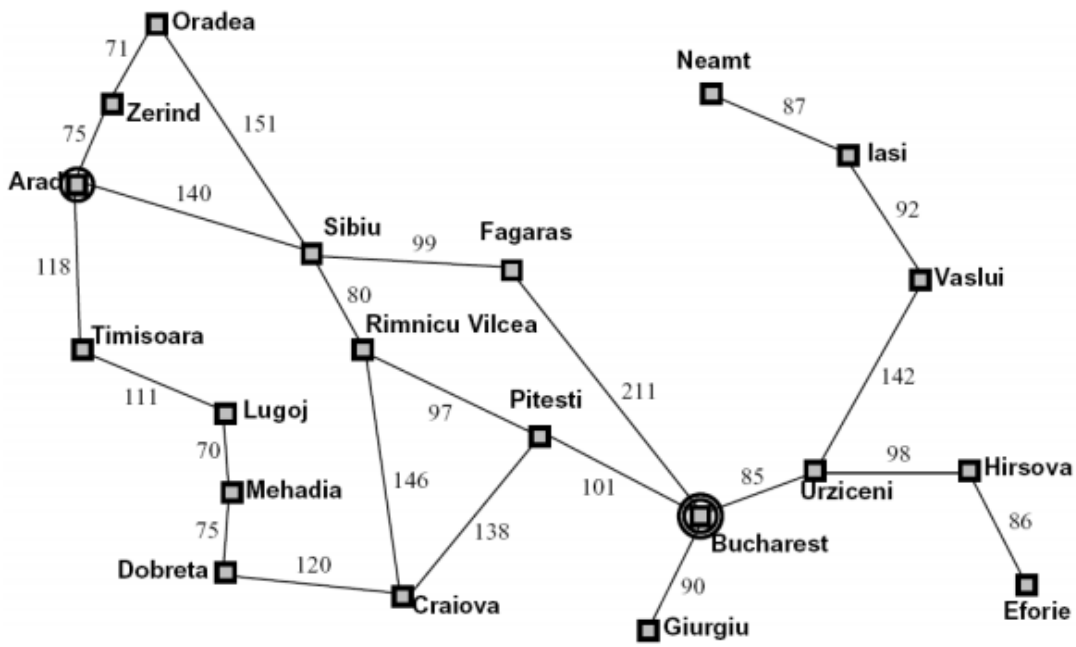 Oradea
71
Neamt
87
Zerind
75
151
Iasi
Arad
140
92
Sibiu
99
Fagaras
118
80
Vaslui
Timisoara
Rimnicu Vilcea
142
111
Lugoj
97
Pitesti
211
70
98
Hirsova
Mehadia
146
101
85
Urziceni
75
138
86
Dobreta
120
Bucharest
90
Craiova
Eforie
Giurgiu